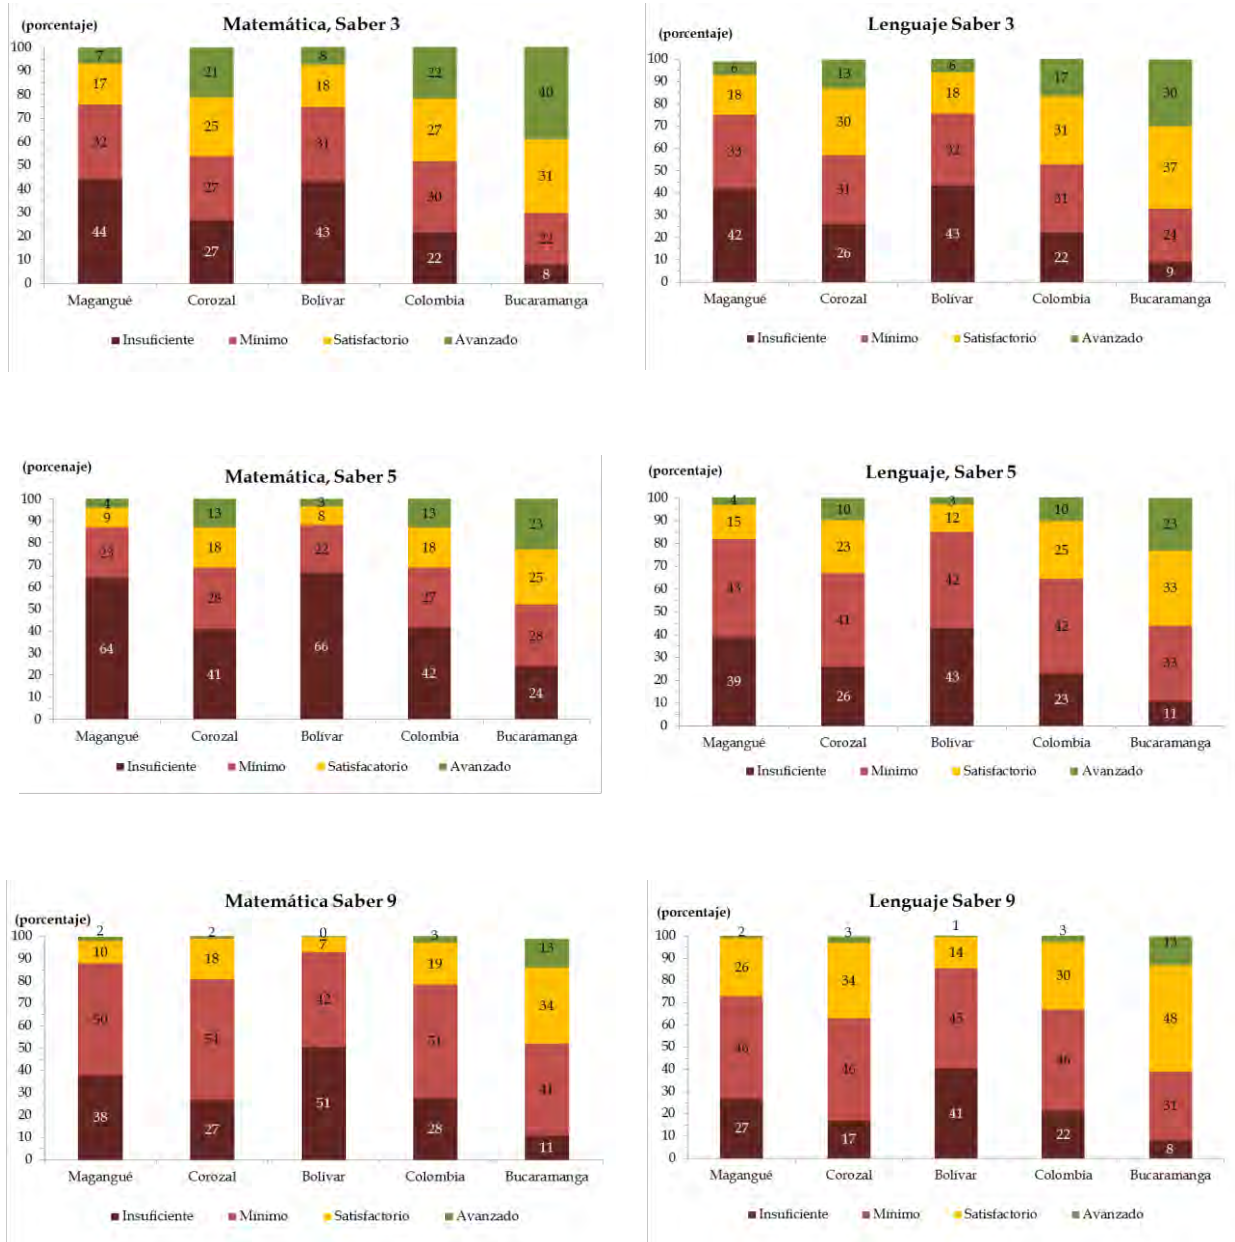 (porcentaje)
Matemática, Saber 3
100
90
80
70
60
50
40
30
20
10
0
7 21 8 22 40
17 25 18 27 31
32 27 31 30 22
44 27 43 22 8
Magangué Corozal Bolívar Colombia Bucaramanga
Insuficiente Mínimo Satisfactorio Avanzado
(porcentaje)
Lenguaje Saber 3
100
90
80
70
60
50
40
30
20
10
0
6 13 6 17 30
18 30 18 31 37
33 31 32 31 24
42 26 43 22 9
Magangué Corozal Bolívar Colombia Bucaramanga
Insuficiente Mínimo Satisfactorio Avanzado
(porcenaje)
Matemática, Saber 5
100
90
80
70
60
50
40
30
20
10
0
4 13 3 13 23
9 18 8 18 25
23 28 22 27 28
64 41 66 42 24
Magangué Corozal Bolívar Colombia Bucaramanga
Insuficiente Mínimo Satisfacatorio Avanzado
(porcentaje)
Lenguaje, Saber 5
100
90
80
70
60
50
40
30
20
10
0
4 10 3 10 23
15 23 12 25 33
43 41 42 42 33
39 26 43 23 11
Magangué Corozal Bolívar Colombia Bucaramanga
Insuficiente Mínimo Satisfactorio Avanzado
(porcentaje)
Matemática Saber 9
100
90
80
70
60
50
40
30
20
10
0
2 2 0 3 13
10 18 7 19 34
50 54 42 51 41
38 27 51 28 11
Magangué Corozal Bolívar Colombia Bucaramanga
Insuficiente Mínimo Satisfactorio Avanzado
(porcentaje)
Lenguaje Saber 9
100
90
80
70
60
50
40
30
20
10
0
2 3 1 3 13
26 34 14 30 48
46 46 45 46 31
27 17 41 22 8
Magangué Corozal Bolívar Colombia Bucaramanga
Insuficiente Mínimo Satisfactorio Avanzado